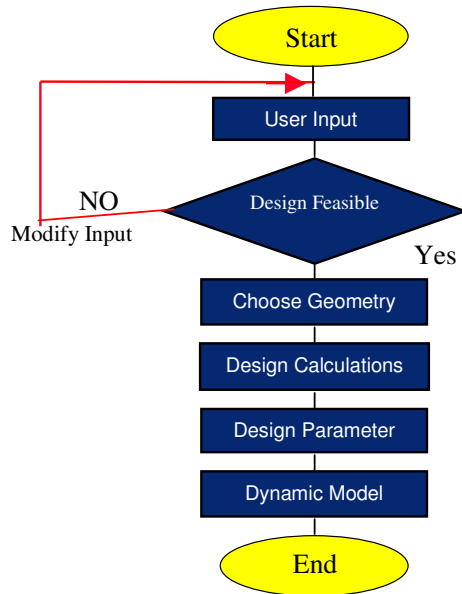 Start
User Input
Design Feasible
NO
Modify Input
Yes
Choose Geometry
Design Calculations
Design Parameter
Dynamic Model
End